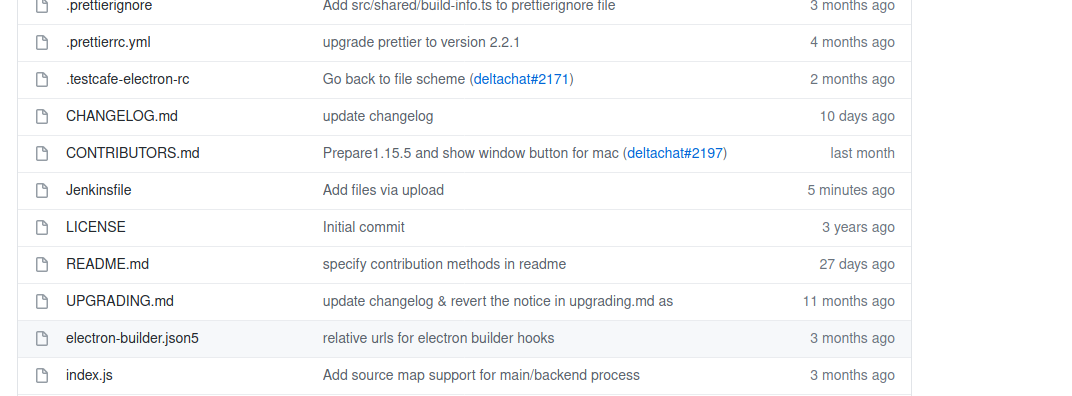 .prettierignore Add src/shared/build-info.ts to prettierignore file 3 months ago
.prettierrc.yml upgrade prettier to version 2.2.1 4 months ago
.testcafe-electron-rc Go back to file scheme (deltachat#2171) 2 months ago
CHANGELOG.md update changelog 10 days ago
CONTRIBUTORS.md Prepare1.15.5 and show window button for mac (deltachat#2197) last month
Jenkinsfile Add files via upload 5 minutes ago
LICENSE Initial commit 3 years ago
README.md specify contribution methods in readme 27 days ago
UPGRADING.md update changelog & revert the notice in upgrading.md as 11 months ago
electron-builder.json5 relative urls for electron builder hooks 3 months ago
index.js Add source map support for main/backend process 3 months ago